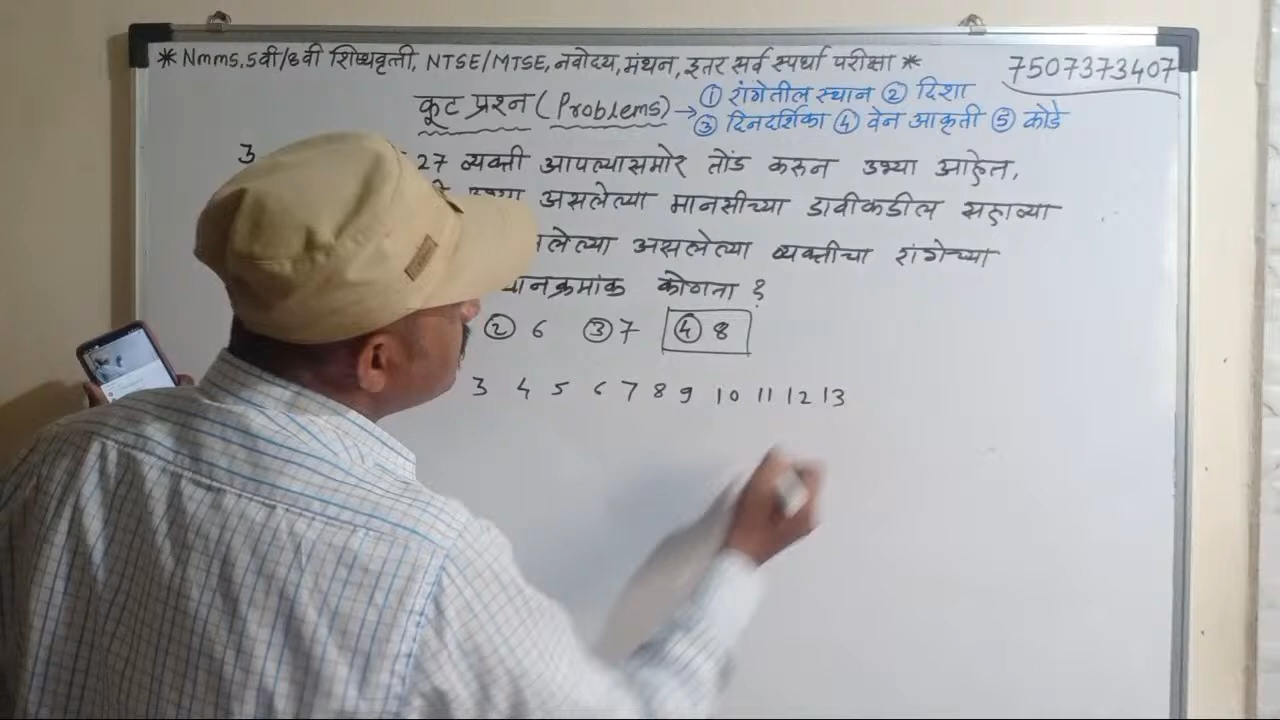 * Nmms, 5वी/8वी शिष्यवृत्ती, NTSE/MTSE, नवोदय, मंथन, इतर सर्व स्पर्धा परीक्षा *
7507373407
कूट प्रश्न (Problems) → ① रांगेतील स्थान ② दिशा
③ दिनदर्शिका ④ वेन आकृती ⑤ कोडे
3 27 व्यक्ती आपल्यासमोर तोंड करुन उभ्या आहेत,
असलेल्या मानसीच्या डावीकडील सहाव्या
असलेल्या व्यक्तीचा रांगेच्या
कोणता ?
② 6 ③ 7 ④ 8
3 4 5 6 7 8 9 10 11 12 13